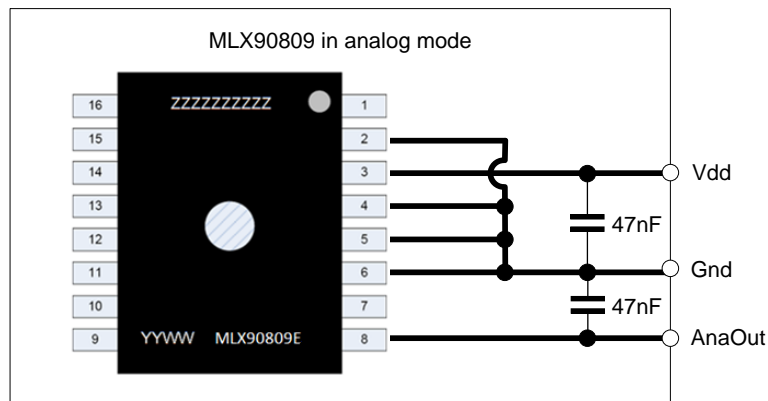 MLX90809 in analog mode
ZZZZZZZZZZ
16
1
15
2
14
3
Vdd
13
4
47nF
12
5
11
6
Gnd
10
7
47nF
9
YYWW MLX90809E
8
AnaOut